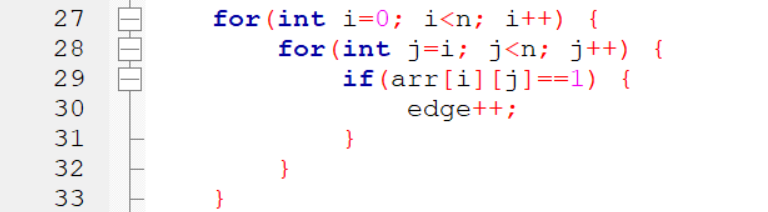 27 for(int i=0; i<n; i++) {
28 for(int j=i; j<n; j++) {
29 if(arr[i][j]==1) {
30 edge++;
31 }
32 }
33 }